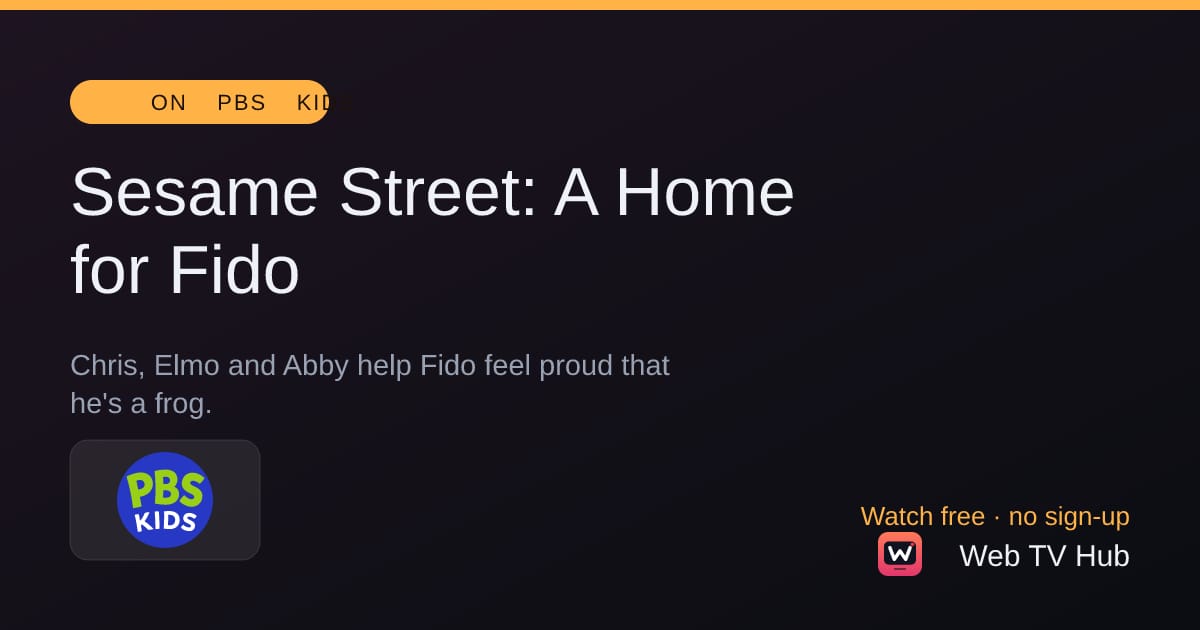 ON PBS KIDS
Sesame Street: A Home
for Fido
Chris, Elmo and Abby help Fido feel proud that
he's a frog.
PBS
KIDS
Watch free · no sign-up
W
Web TV Hub